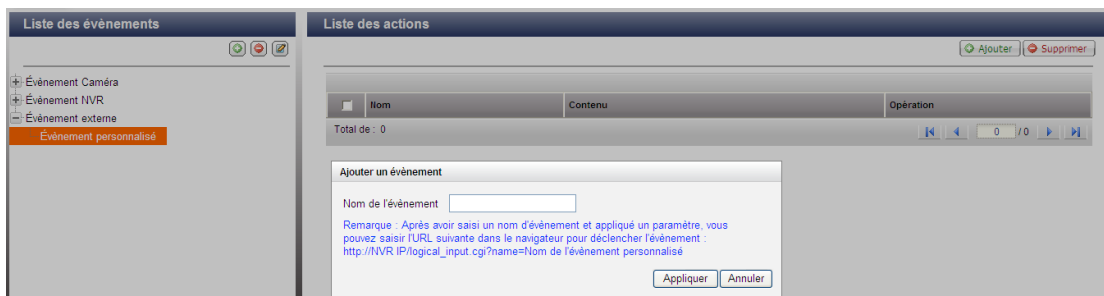 Liste des évènements
Évènement Caméra
Évènement NVR
Évènement externe
Évènement personnalisé
Liste des actions
Ajouter Supprimer
Nom Contenu Opération
Total de : 0
0 / 0
Ajouter un évènement
Nom de l'évènement
Remarque : Après avoir saisi un nom d'évènement et appliqué un paramètre, vous
pouvez saisir l'URL suivante dans le navigateur pour déclencher l'évènement :
http://NVR IP/logical_input.cgi?name=Nom de l'évènement personnalisé
Appliquer Annuler